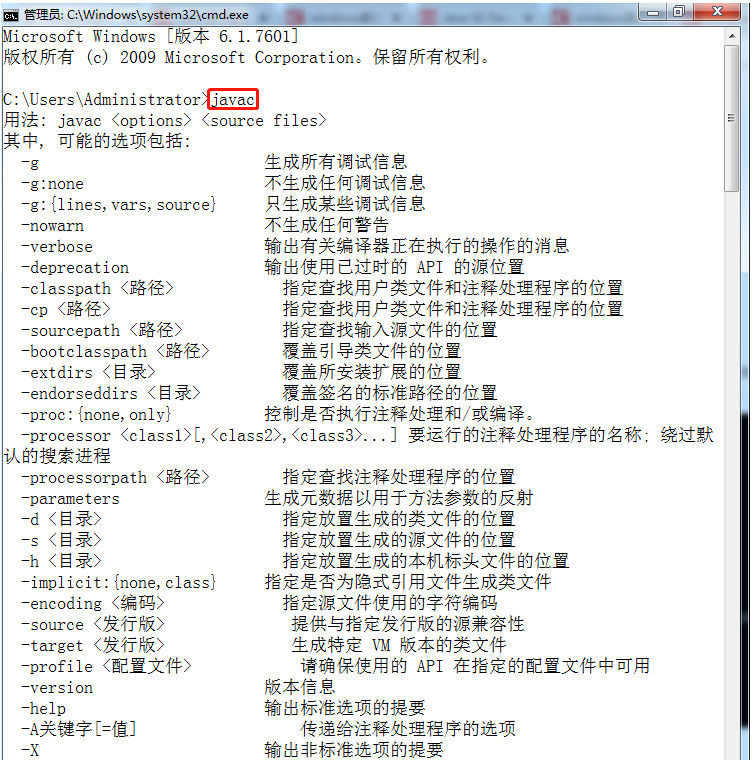 管理员: C:\Windows\system32\cmd.exe
Microsoft Windows [版本 6.1.7601]
版权所有 (c) 2009 Microsoft Corporation。保留所有权利。
C:\Users\Administrator>javac
用法: javac <options> <source files>
其中, 可能的选项包括:
-g 生成所有调试信息
-g:none 不生成任何调试信息
-g:{lines,vars,source} 只生成某些调试信息
-nowarn 不生成任何警告
-verbose 输出有关编译器正在执行的操作的消息
-deprecation 输出使用已过时的 API 的源位置
-classpath <路径> 指定查找用户类文件和注释处理程序的位置
-cp <路径> 指定查找用户类文件和注释处理程序的位置
-sourcepath <路径> 指定查找输入源文件的位置
-bootclasspath <路径> 覆盖引导类文件的位置
-extdirs <目录> 覆盖所安装扩展的位置
-endorseddirs <目录> 覆盖签名的标准路径的位置
-proc:{none,only} 控制是否执行注释处理和/或编译。
-processor <class1>[,<class2>,<class3>...] 要运行的注释处理程序的名称; 绕过默
认的搜索进程
-processorpath <路径> 指定查找注释处理程序的位置
-parameters 生成元数据以用于方法参数的反射
-d <目录> 指定放置生成的类文件的位置
-s <目录> 指定放置生成的源文件的位置
-h <目录> 指定放置生成的本机标头文件的位置
-implicit:{none,class} 指定是否为隐式引用文件生成类文件
-encoding <编码> 指定源文件使用的字符编码
-source <发行版> 提供与指定发行版的源兼容性
-target <发行版> 生成特定 VM 版本的类文件
-profile <配置文件> 请确保使用的 API 在指定的配置文件中可用
-version 版本信息
-help 输出标准选项的提要
-A关键字[=值] 传递给注释处理程序的选项
-X 输出非标准选项的提要